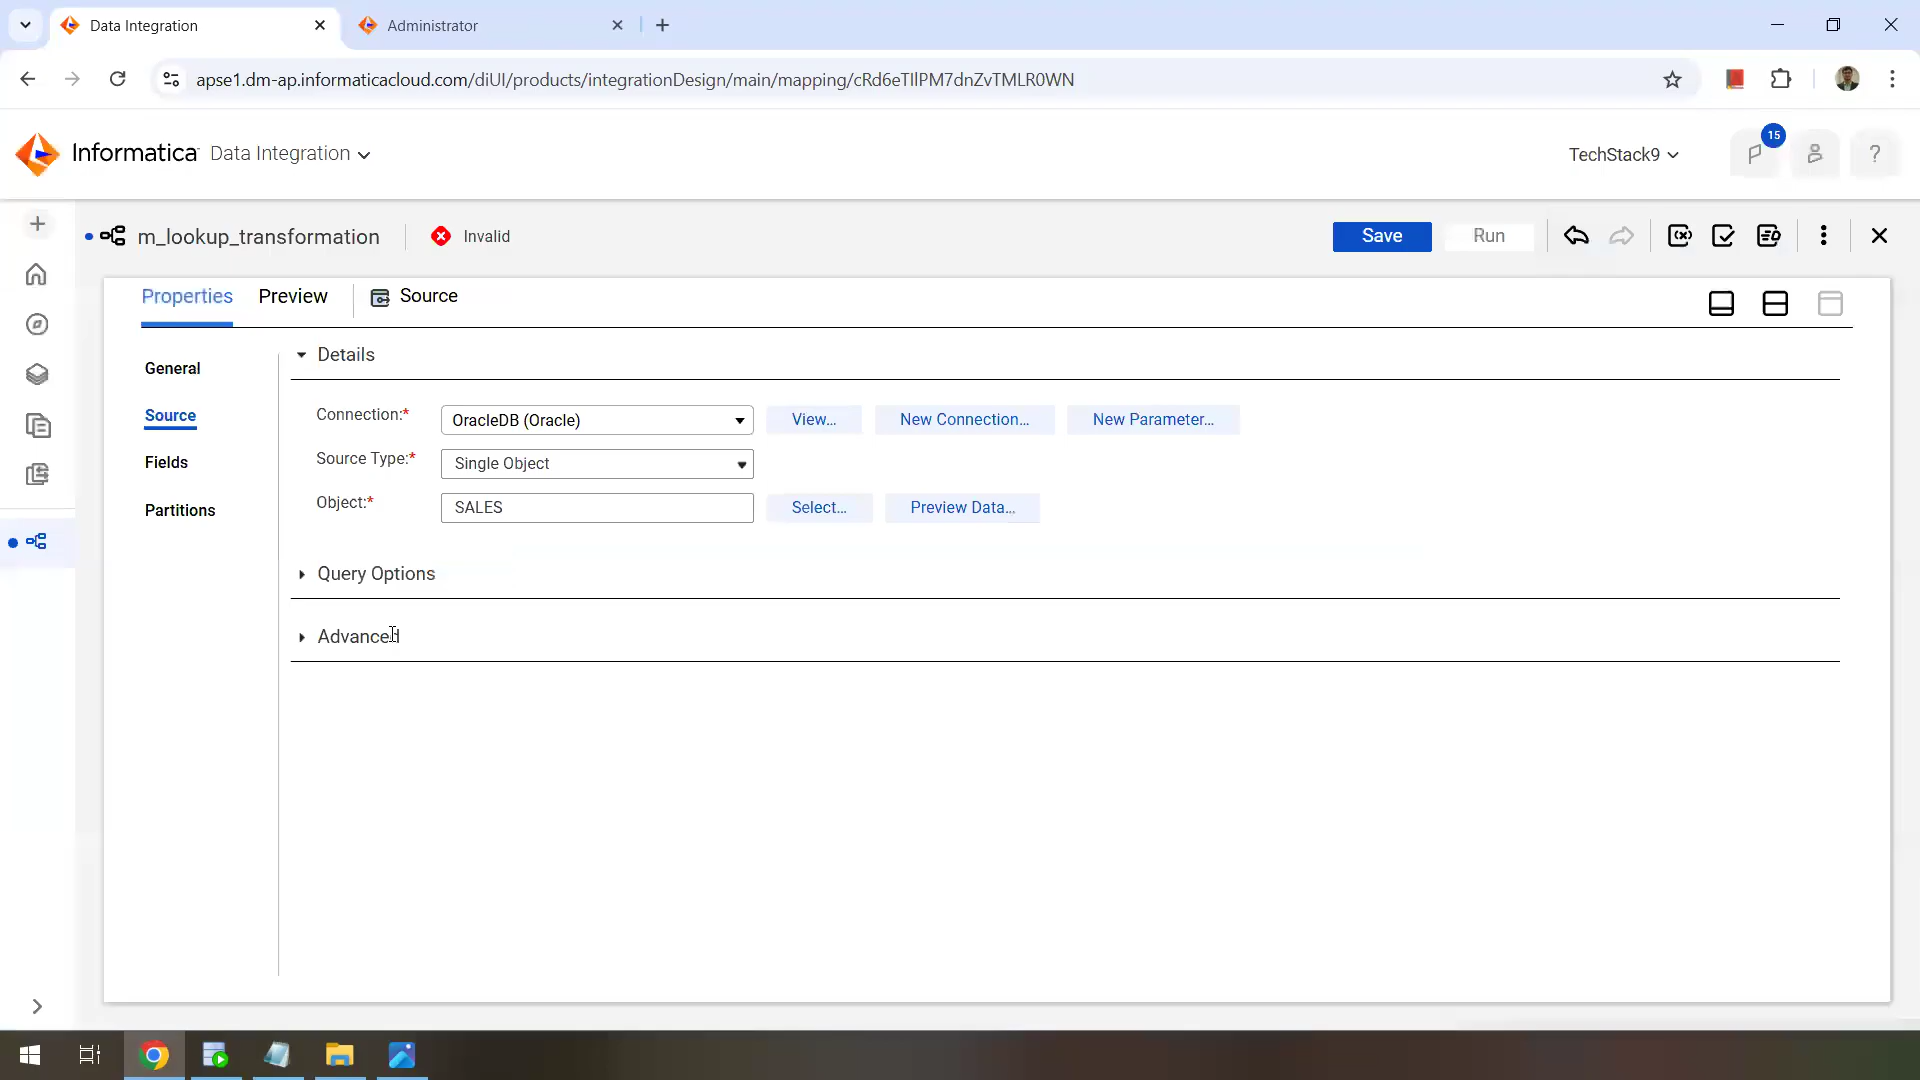 Data Integration
Administrator
apse1.dm-ap.informaticacloud.com/diUI/products/integrationDesign/main/mapping/cRd6eTIlPM7dnZvTMLR0WN
Informatica Data Integration
TechStack9
15
?
m_lookup_transformation
Invalid
Save
Run
Properties
Preview
Source
General
Source
Fields
Partitions
Details
Connection:*
OracleDB (Oracle)
View...
New Connection...
New Parameter...
Source Type:*
Single Object
Object:*
SALES
Select...
Preview Data...
Query Options
Advanced